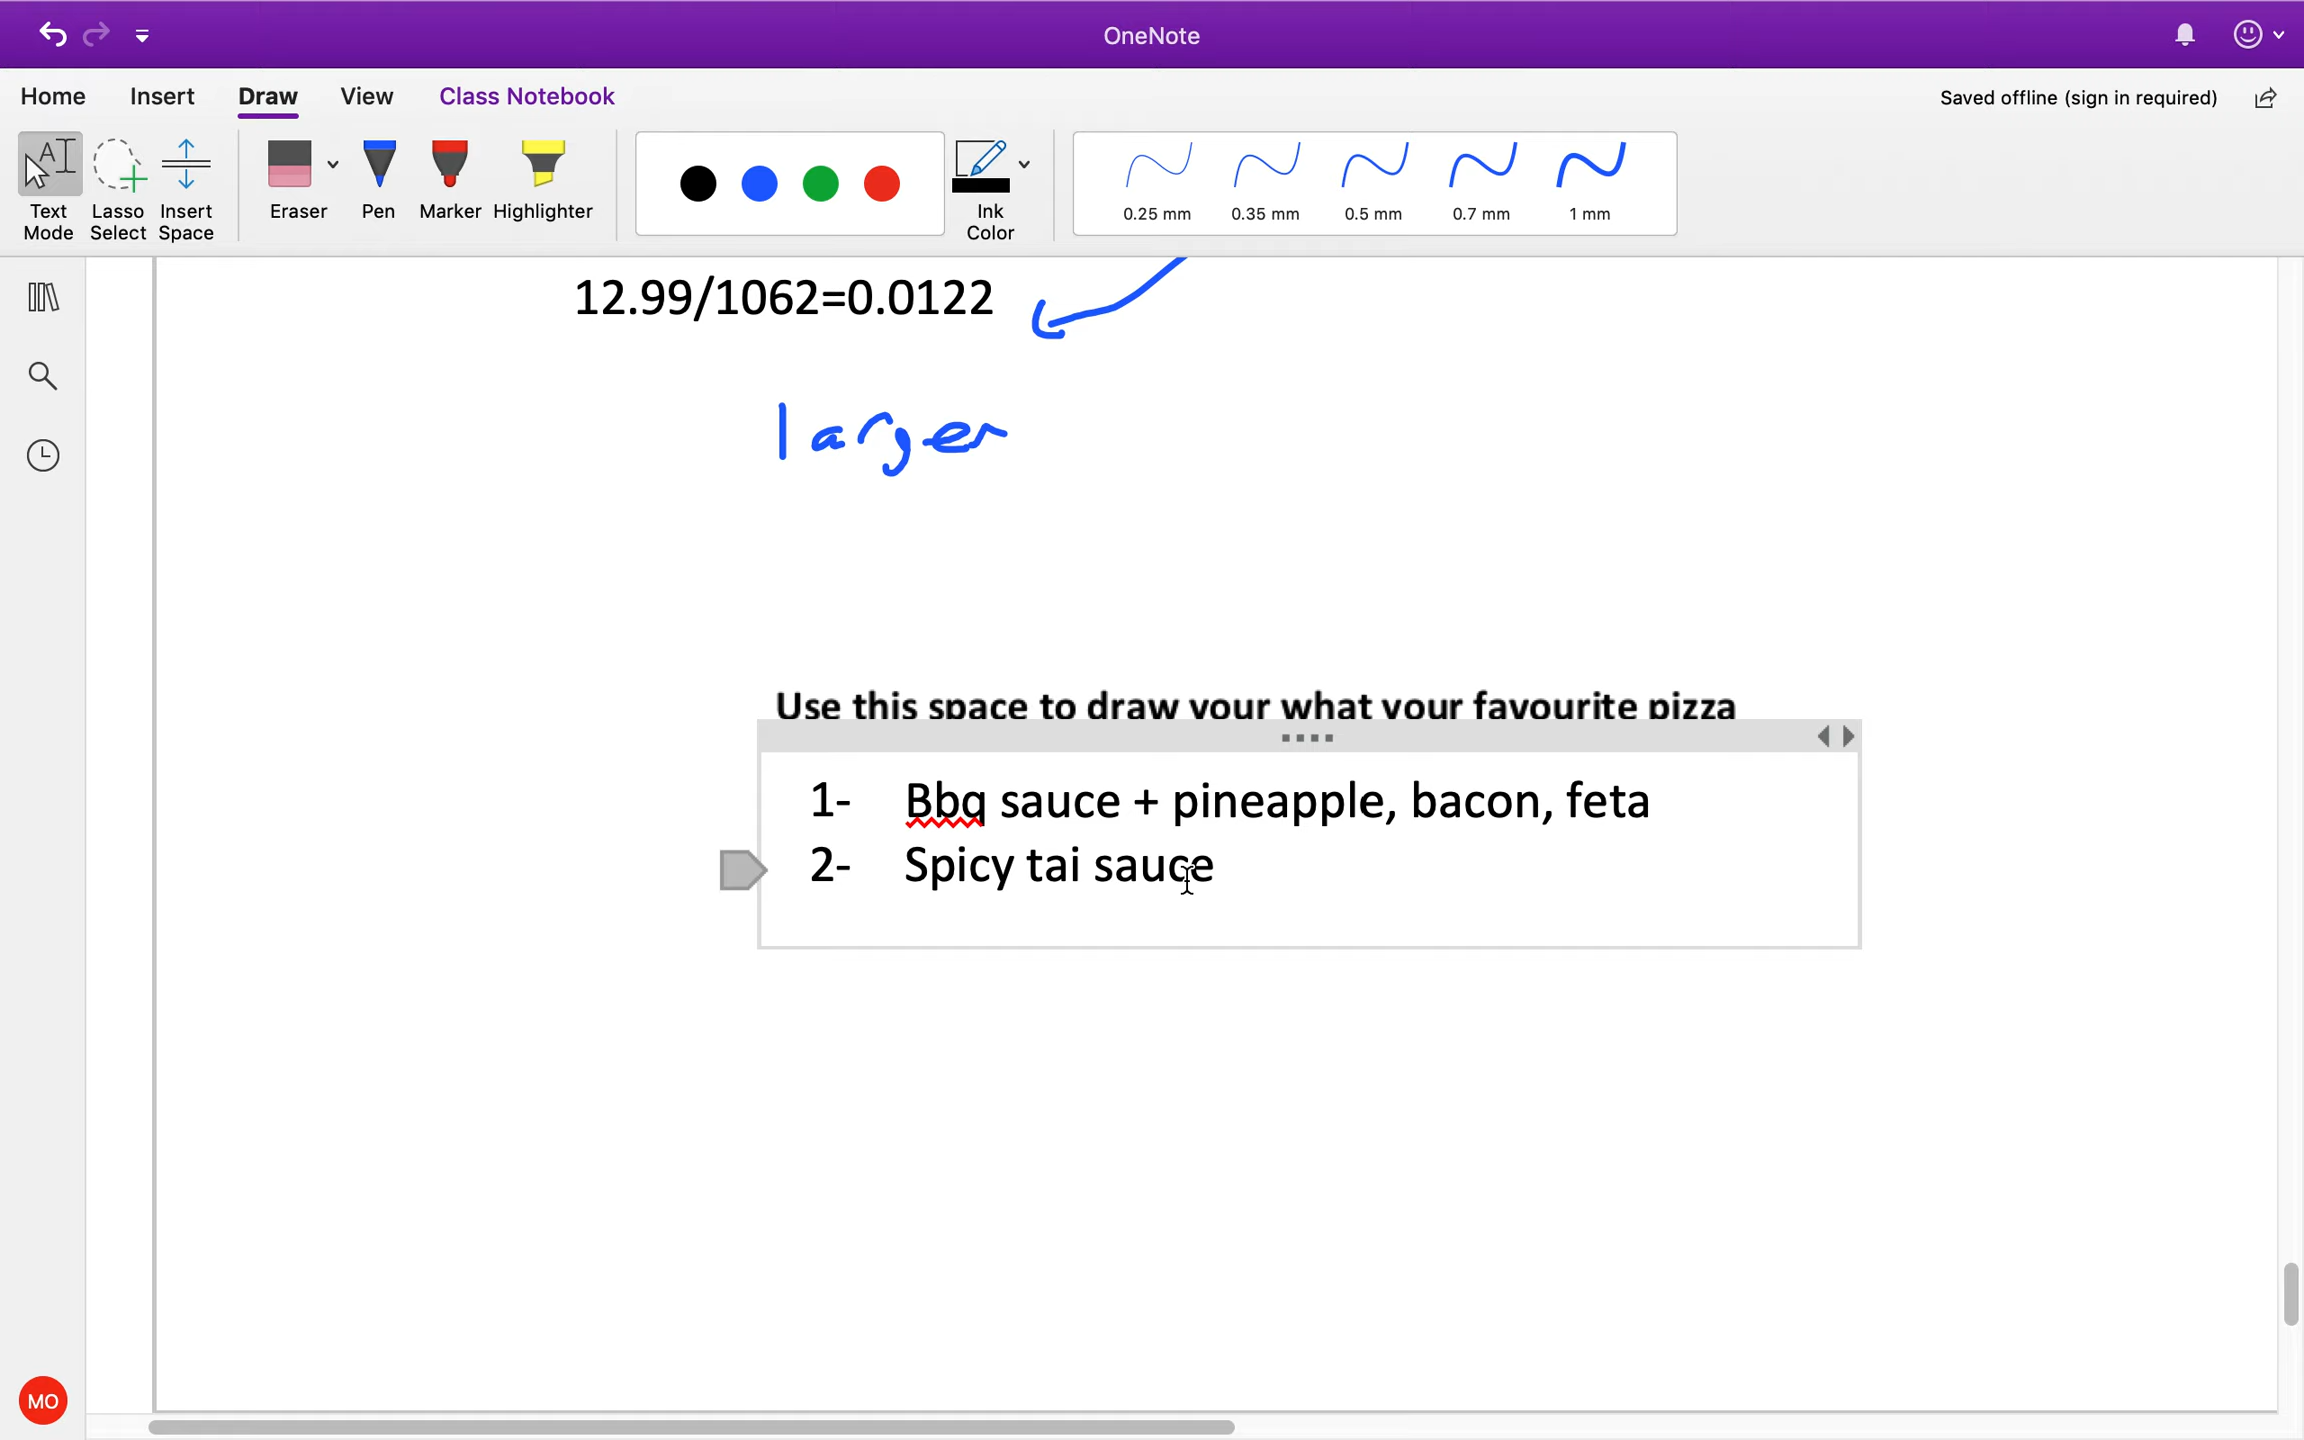 OneNote
Home Insert Draw View Class Notebook
Saved offline (sign in required)
Text Mode
Lasso Select
Insert Space
Eraser
Pen
Marker
Highlighter
Ink Color
0.25 mm
0.35 mm
0.5 mm
0.7 mm
1 mm
12.99/1062=0.0122
larger
Use this space to draw your what your favourite pizza
1- Bbq sauce + pineapple, bacon, feta
2- Spicy tai sauce
MO